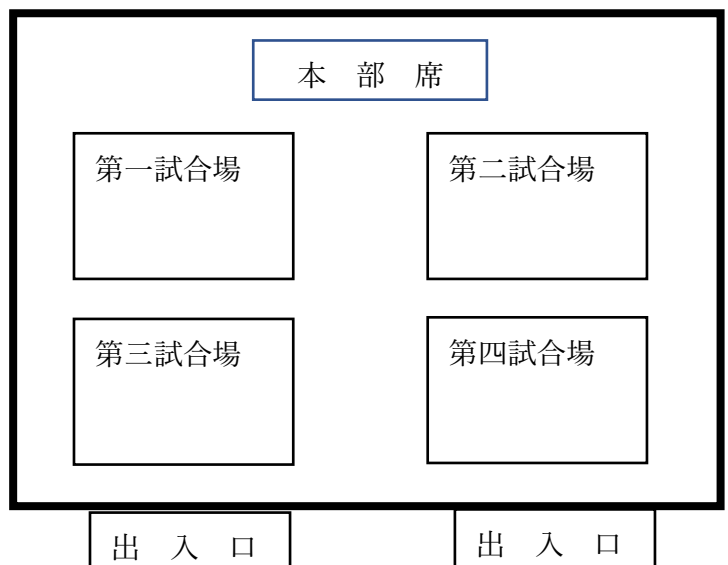 本　部　席
第一試合場
第二試合場
第三試合場
第四試合場
出　入　口
出　入　口